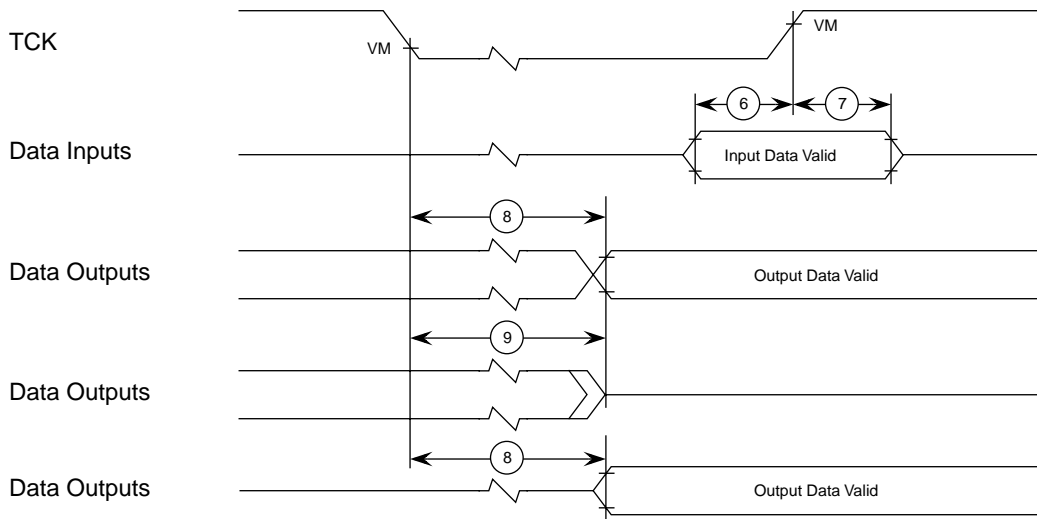 TCK
VM
VM
6
7
Data Inputs
Input Data Valid
8
Data Outputs
Output Data Valid
9
Data Outputs
8
Data Outputs
Output Data Valid